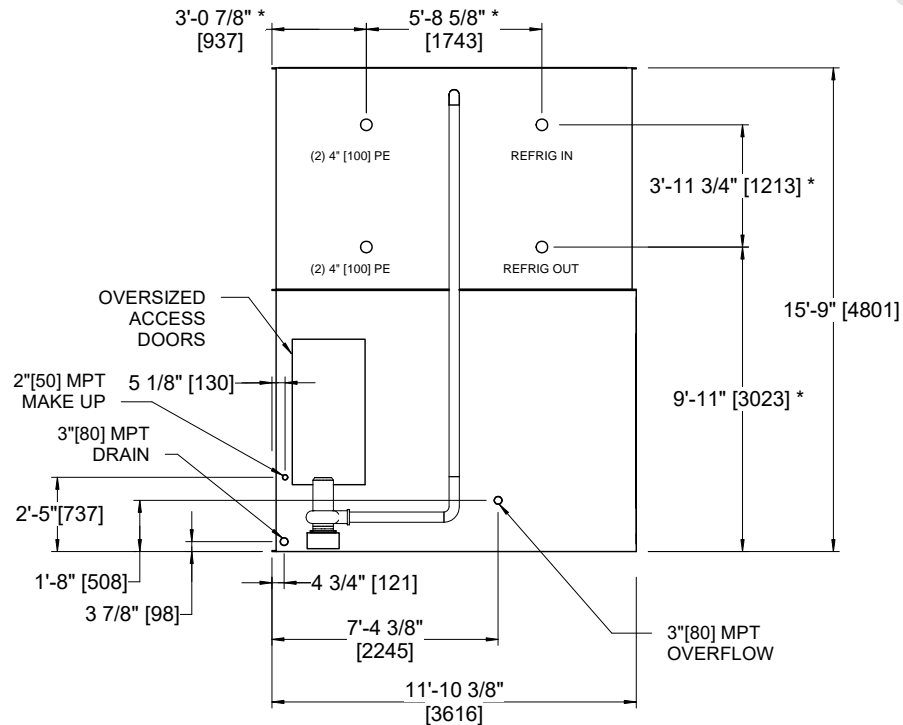 3'-0 7/8" *
[937]
5'-8 5/8" *
[1743]
(2) 4" [100] PE
REFRIG IN
3'-11 3/4" [1213] *
(2) 4" [100] PE
REFRIG OUT
OVERSIZED
ACCESS
DOORS
15'-9" [4801]
2"[50] MPT
MAKE UP
5 1/8" [130]
9'-11" [3023] *
3"[80] MPT
DRAIN
2'-5"[737]
1'-8" [508]
4 3/4" [121]
3 7/8" [98]
7'-4 3/8"
[2245]
3"[80] MPT
OVERFLOW
11'-10 3/8"
[3616]